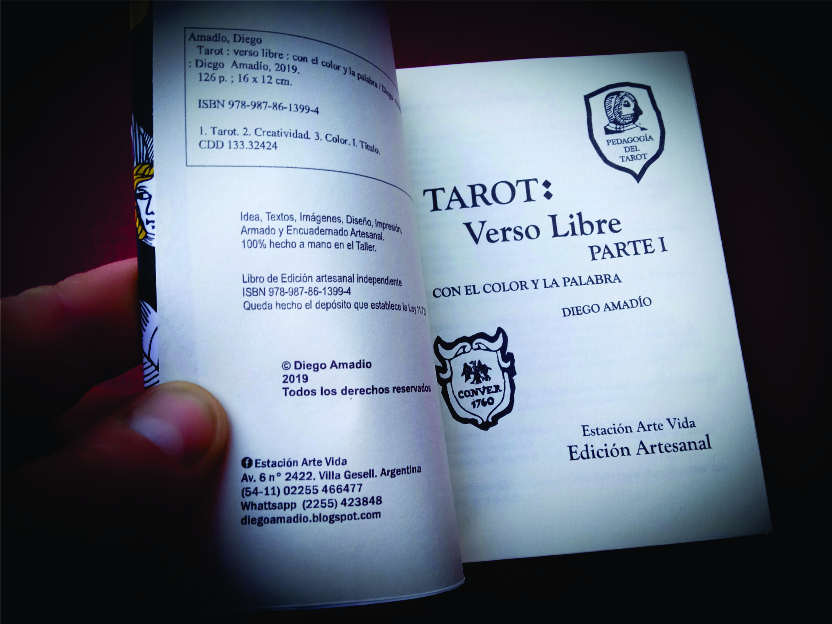 Amadío, Diego
Tarot : verso libre : con el color y la palabra / Diego
: Diego Amadío, 2019.
126 p. ; 16 x 12 cm.
ISBN 978-987-86-1399-4
1. Tarot. 2. Creatividad. 3. Color. I. Título.
CDD 133.32424
Idea, Textos, Imágenes, Diseño, Impresión,
Armado y Encuadernado Artesanal.
100% hecho a mano en el Taller.
Libro de Edición artesanal independiente
ISBN 978-987-86-1399-4
Queda hecho el depósito que establece la Ley
© Diego Amadio
2019
Todos los derechos reservados
Estación Arte Vida
Av. 6 n° 2422. Villa Gesell. Argentina
(54-11) 02255 466477
Whatsapp (2255) 423848
diegoamadio.blogspot.com
PEDAGOGÍA
DEL
TAROT
TAROT:
Verso Libre
PARTE I
CON EL COLOR Y LA PALABRA
DIEGO AMADÍO
CONVER
1760
Estación Arte Vida
Edición Artesanal